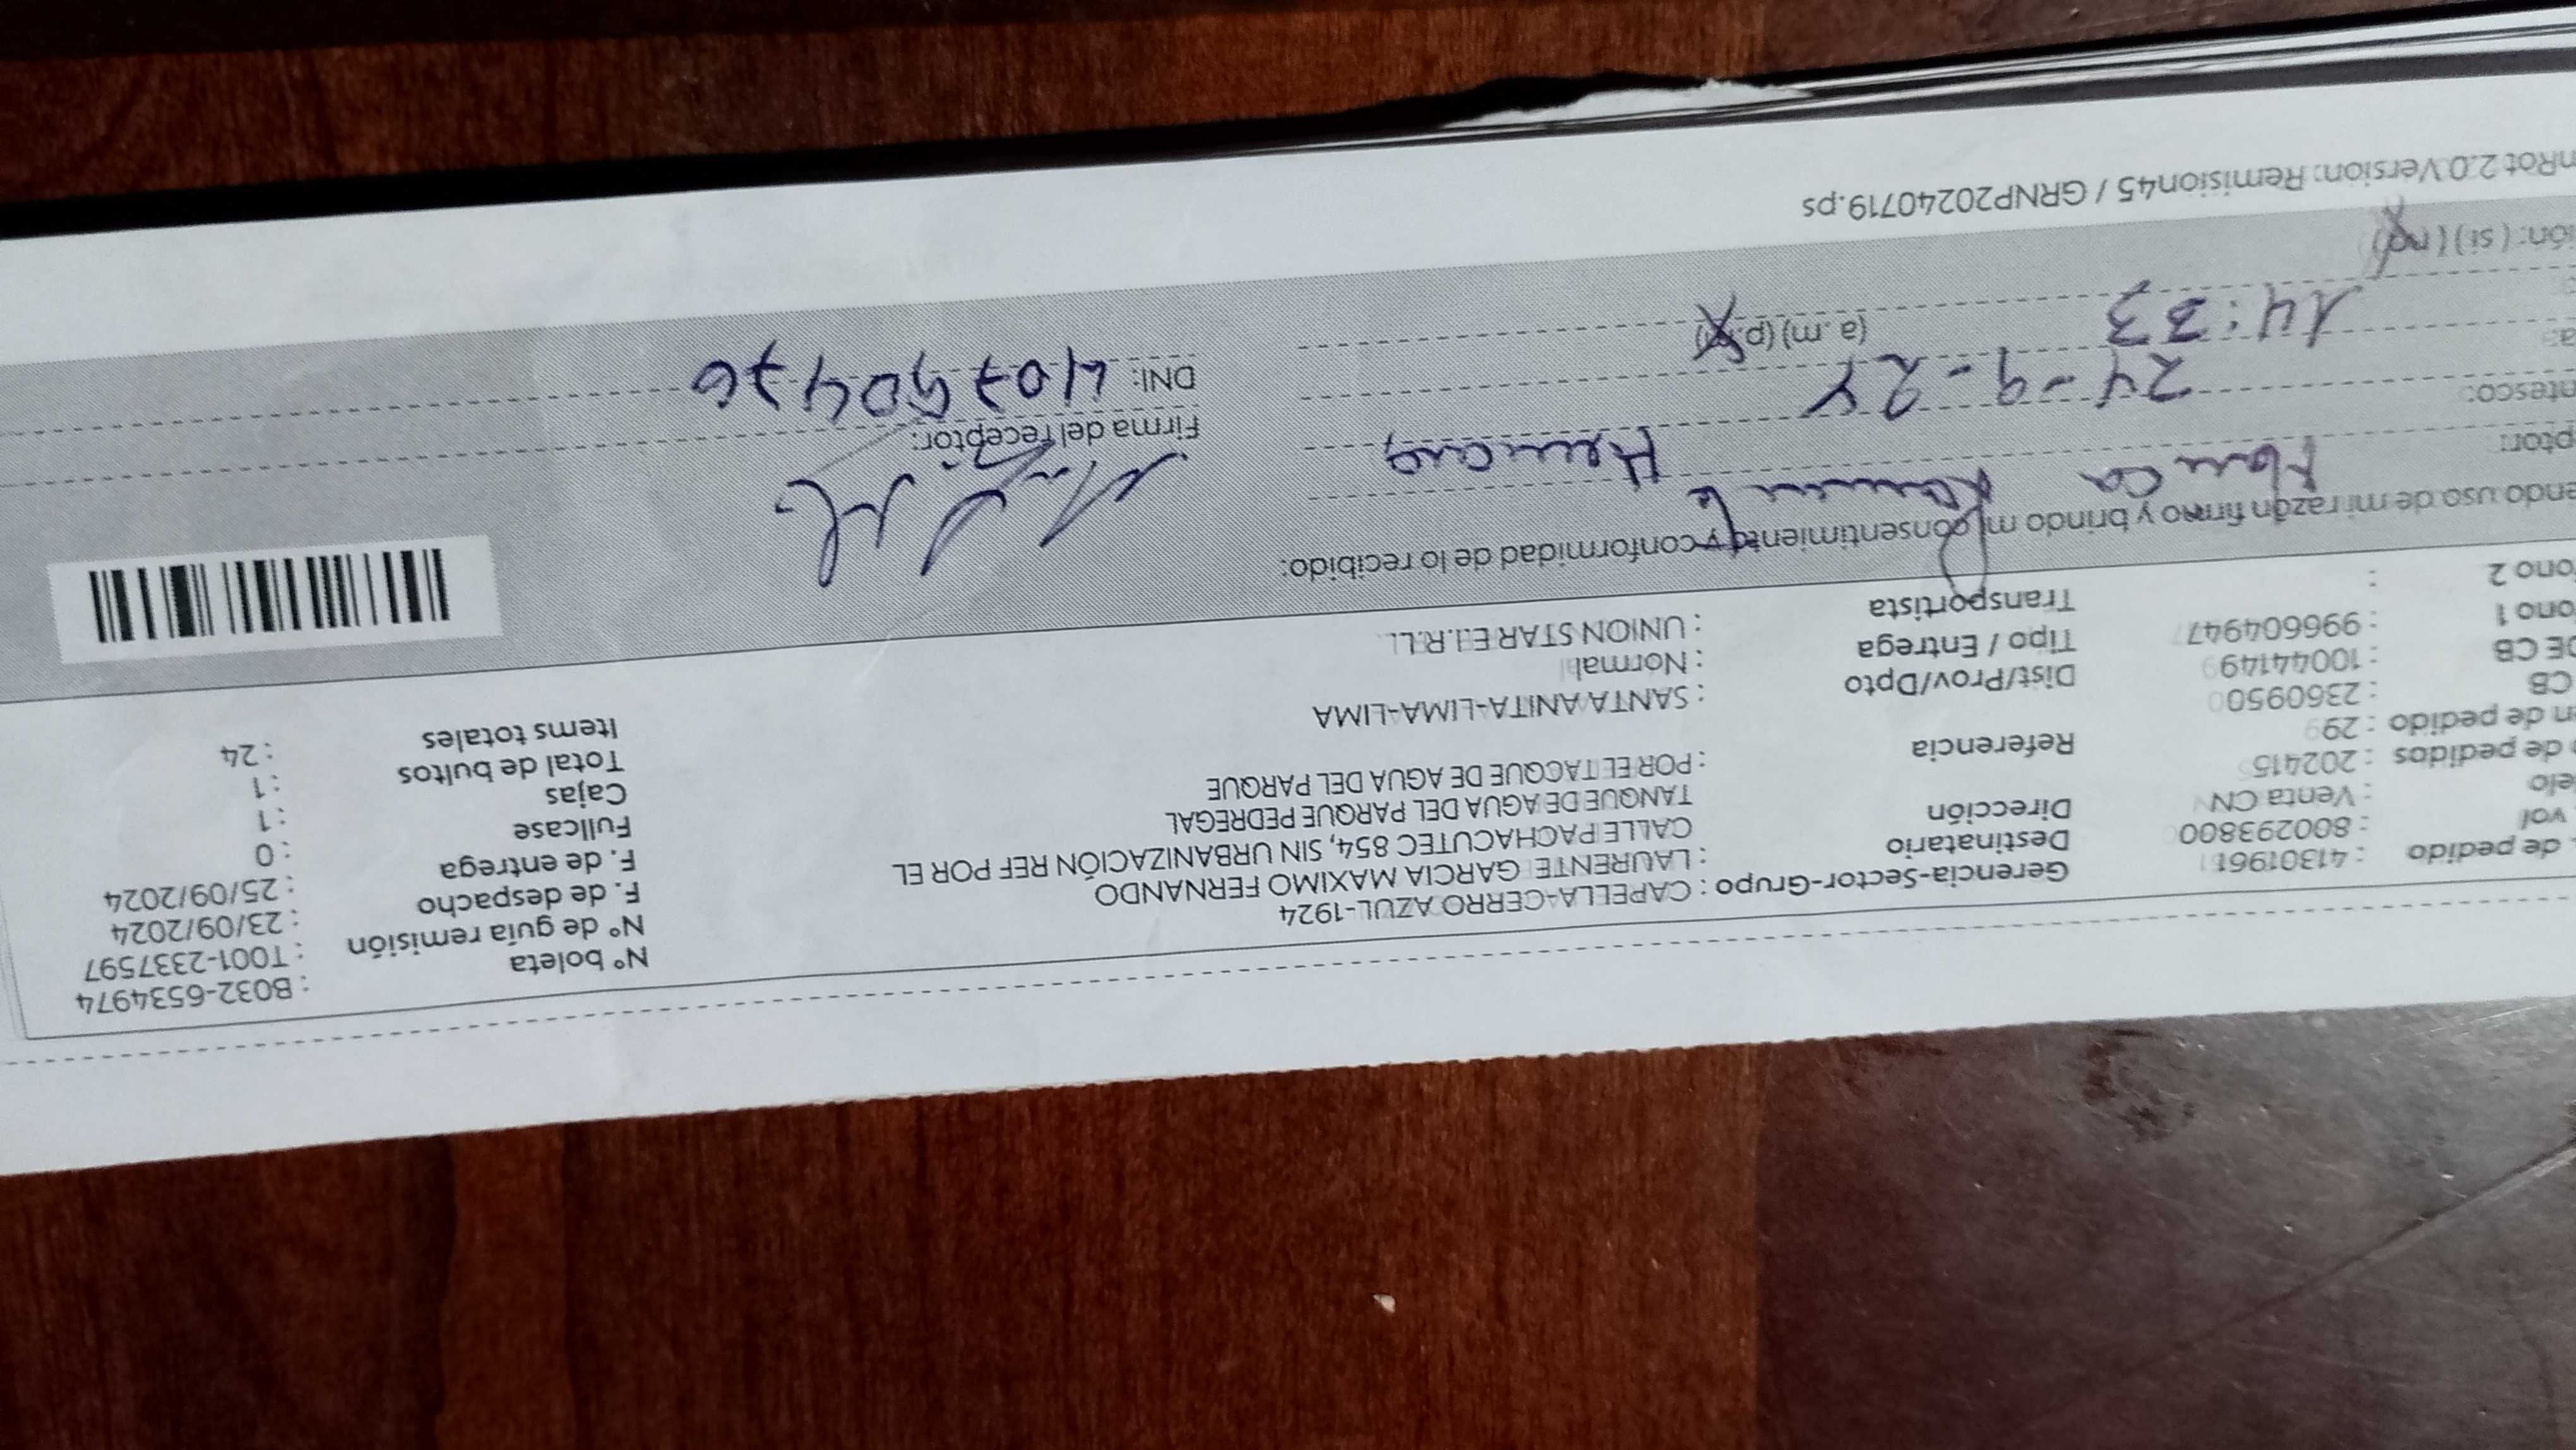 de pedido : 41301961 Gerencia-Sector-Grupo : CAPELLA-CERRO AZUL-1924 N° boleta : B032-6534974
vol : 800293800 Destinatario : LAURENTE GARCIA MAXIMO FERNANDO N° de guía remisión : T001-2337597
elo : Venta CN Dirección CALLE PACHACUTEC 854, SIN URBANIZACIÓN REF POR EL F. de despacho : 23/09/2024
de pedidos : 202415 TANQUE DE AGUA DEL PARQUE PEDREGAL F. de entrega : 25/09/2024
n de pedido : 29 Referencia : POR EL TACQUE DE AGUA DEL PARQUE Fullcase : 0
CB : 23609500 Cajas : 1
DE CB : 10044149 Dist/Prov/Dpto : SANTA ANITA-LIMA-LIMA Total de bultos : 1
ono 1 : 996604947 Tipo / Entrega : Normal Items totales : 24
ono 2 : Transportista : UNION STAR E.I.R.L.
endo uso de mi razón firmo y brindo mi consentimiento y conformidad de lo recibido:
ptor:
ntesco: Firma del receptor:
a: 24-9-24 DNI:
14:33 (a.m) (p.m)
ión: (si) (no)
nRot 2.0 Version: Remision45 / GRNP20240719.ps